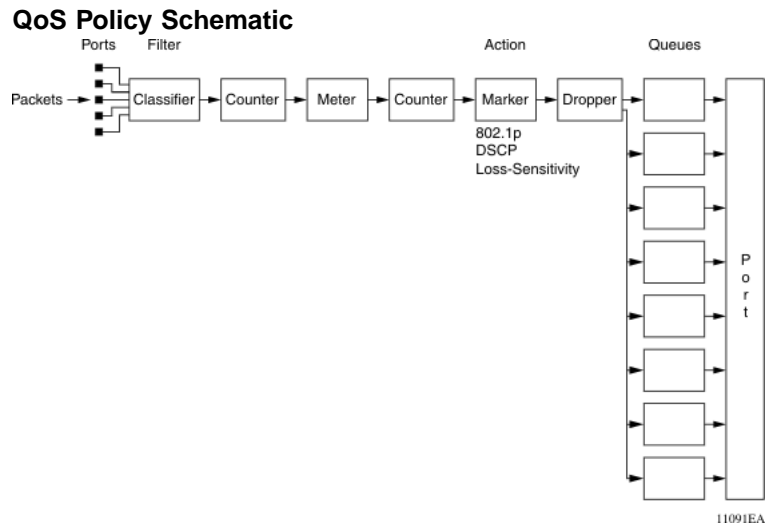 QoS Policy Schematic
Ports Filter Action Queues
Packets Classifier Counter Meter Counter Marker Dropper
802.1p
DSCP
Loss-Sensitivity
P
o
r
t
11091EA